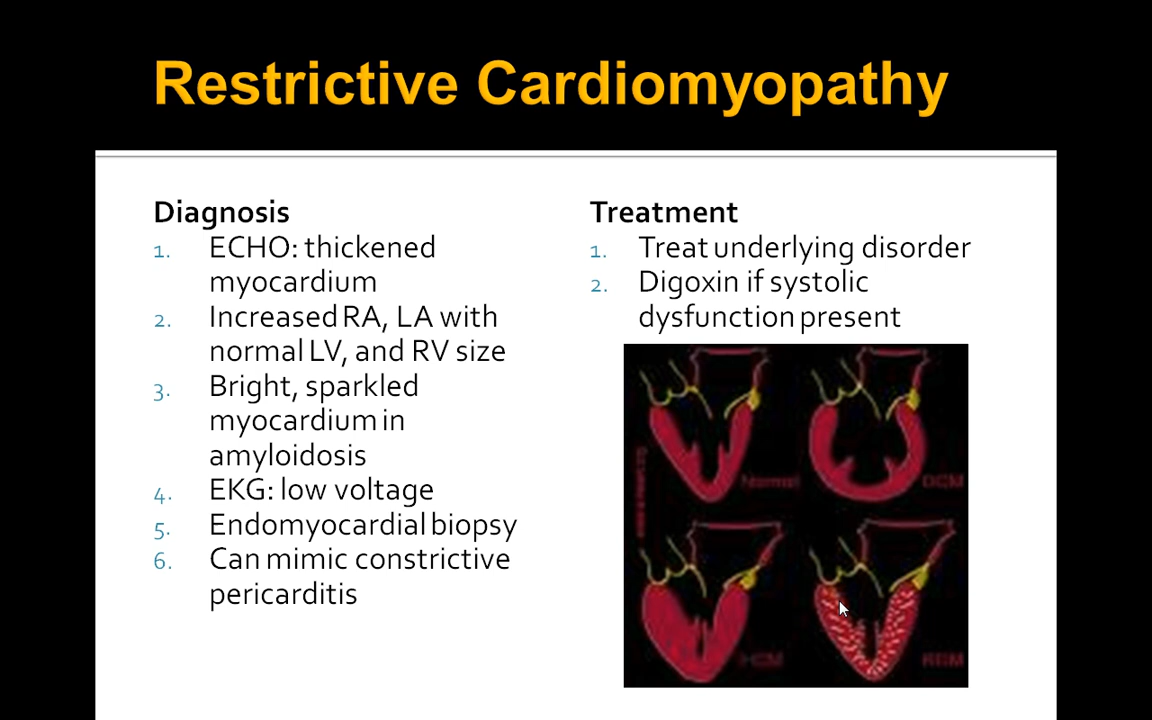 Restrictive Cardiomyopathy
Diagnosis
1. ECHO: thickened
myocardium
2. Increased RA, LA with
normal LV, and RV size
3. Bright, sparkled
myocardium in
amyloidosis
4. EKG: low voltage
5. Endomyocardial biopsy
6. Can mimic constrictive
pericarditis
Treatment
1. Treat underlying disorder
2. Digoxin if systolic
dysfunction present
Normal
DCM
HCM
RCM